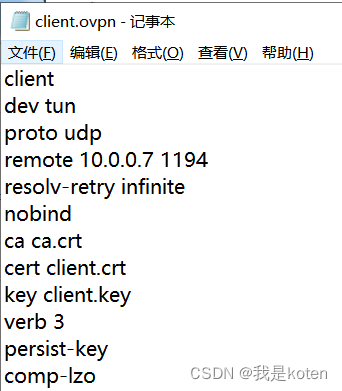 client.ovpn - 记事本
文件(F) 编辑(E) 格式(O) 查看(V) 帮助(H)
client
dev tun
proto udp
remote 10.0.0.7 1194
resolv-retry infinite
nobind
ca ca.crt
cert client.crt
key client.key
verb 3
persist-key
comp-lzo
CSDN @我是koten